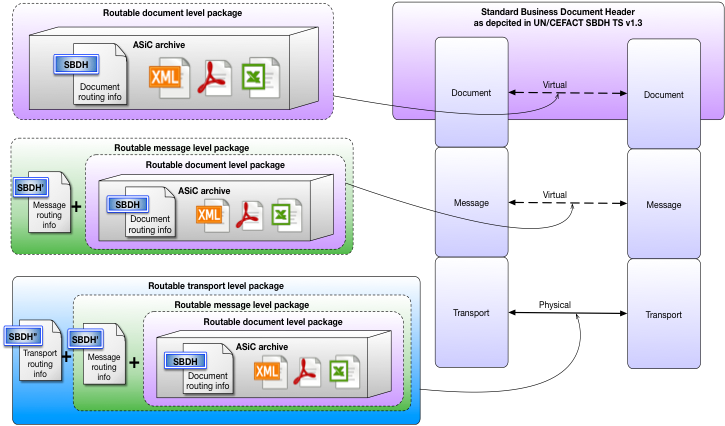 Routable document level package
ASiC archive
SBDH
Document
routing info
XML
Standard Business Document Header
as depcited in UN/CEFACT SBDH TS v1.3
Document
Virtual
Document
Routable message level package
Routable document level package
ASiC archive
SBDH'
Message
routing
info
+
SBDH
Document
routing info
XML
Message
Virtual
Message
Routable transport level package
Routable message level package
Routable document level package
ASiC archive
SBDH"
Transport
routing
info
+
SBDH'
Message
routing
info
+
SBDH
Document
routing info
XML
Transport
Physical
Transport